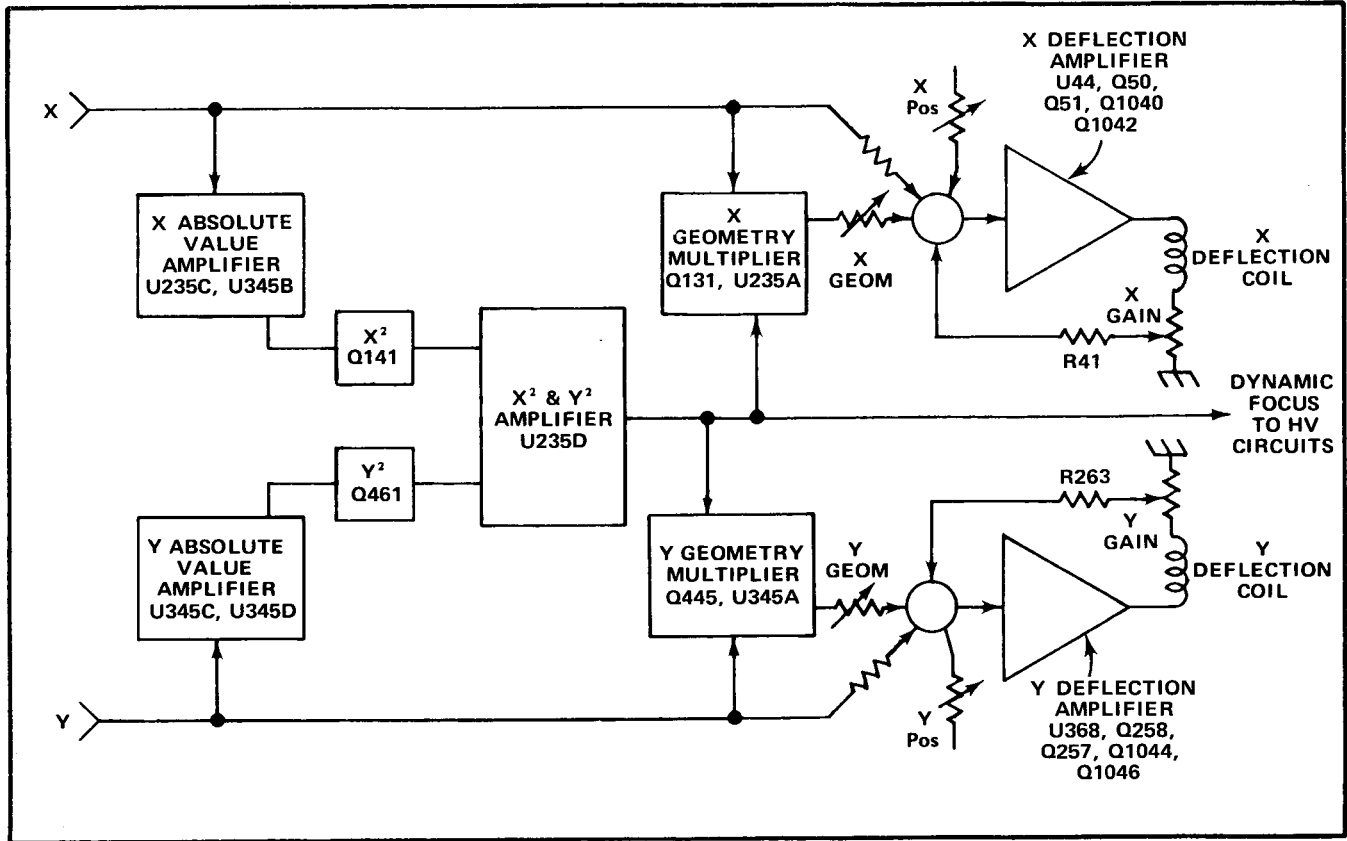 X DEFLECTION
AMPLIFIER
U44, Q50,
Q51, Q1040
Q1042
X
X
Pos
X ABSOLUTE
VALUE
AMPLIFIER
U235C, U345B
X
GEOMETRY
MULTIPLIER
Q131, U235A
X
GEOM
X
DEFLECTION
COIL
X
GAIN
R41
X²
Q141
X² & Y²
AMPLIFIER
U235D
DYNAMIC
FOCUS
TO HV
CIRCUITS
Y²
Q461
R263
Y
GAIN
Y ABSOLUTE
VALUE
AMPLIFIER
U345C, U345D
Y GEOMETRY
MULTIPLIER
Q445, U345A
Y
GEOM
Y
DEFLECTION
COIL
Y
Y
Pos
Y DEFLECTION
AMPLIFIER
U368, Q258,
Q257, Q1044,
Q1046